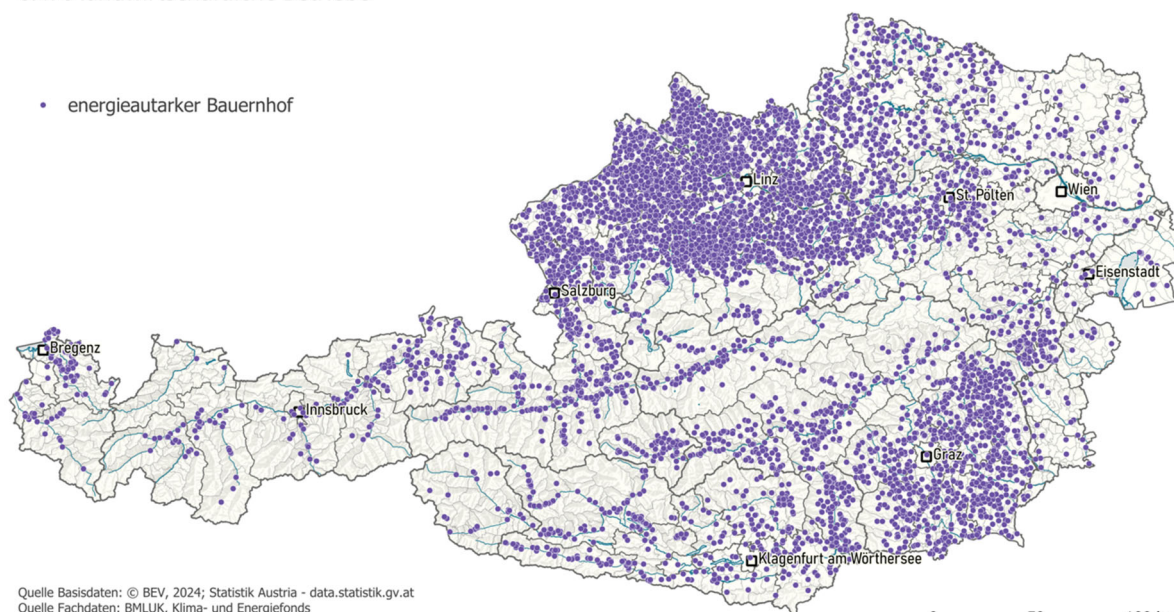 energieautarker Bauernhof
Linz
St. Pölten
Wien
Eisenstadt
Salzburg
Bregenz
Innsbruck
Graz
Klagenfurt am Wörthersee
Quelle Basisdaten: © BEV, 2024; Statistik Austria - data.statistik.gv.at
Quelle Fachdaten: BMLUK, Klima- und Energiefonds